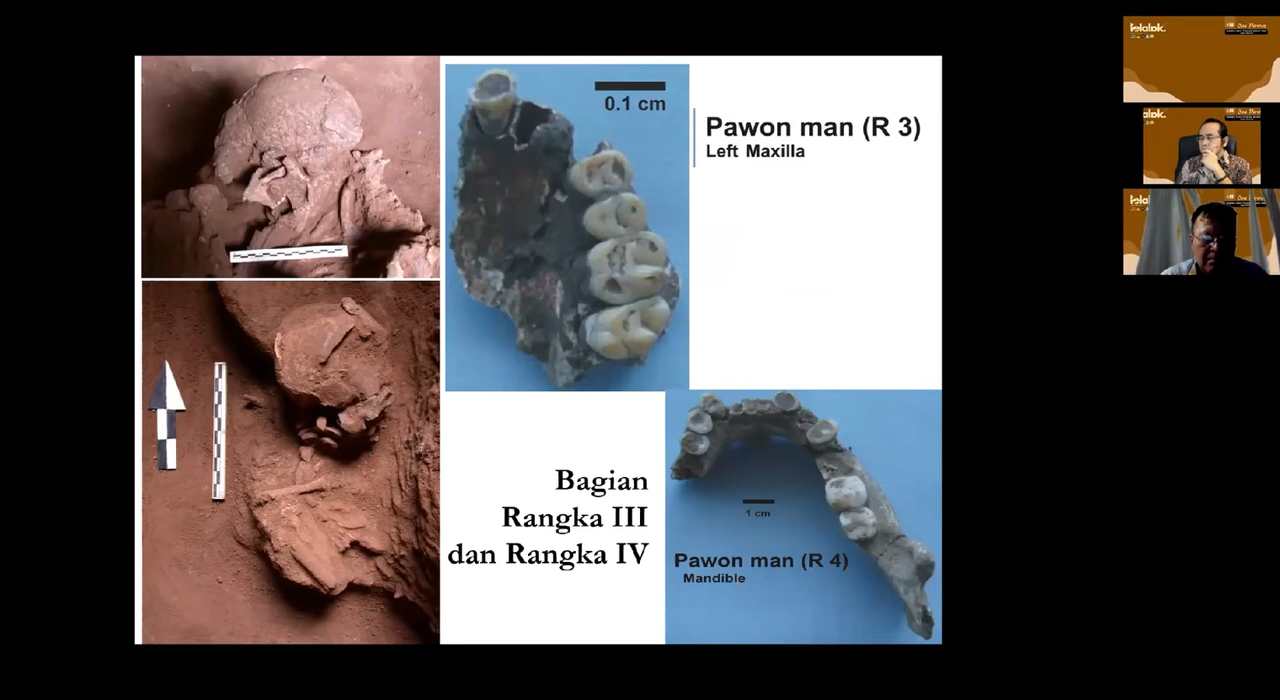 0.1 cm
Pawon man (R 3)
Left Maxilla
Bagian
Rangka III
dan Rangka IV
1 cm
Pawon man (R 4)
Mandible